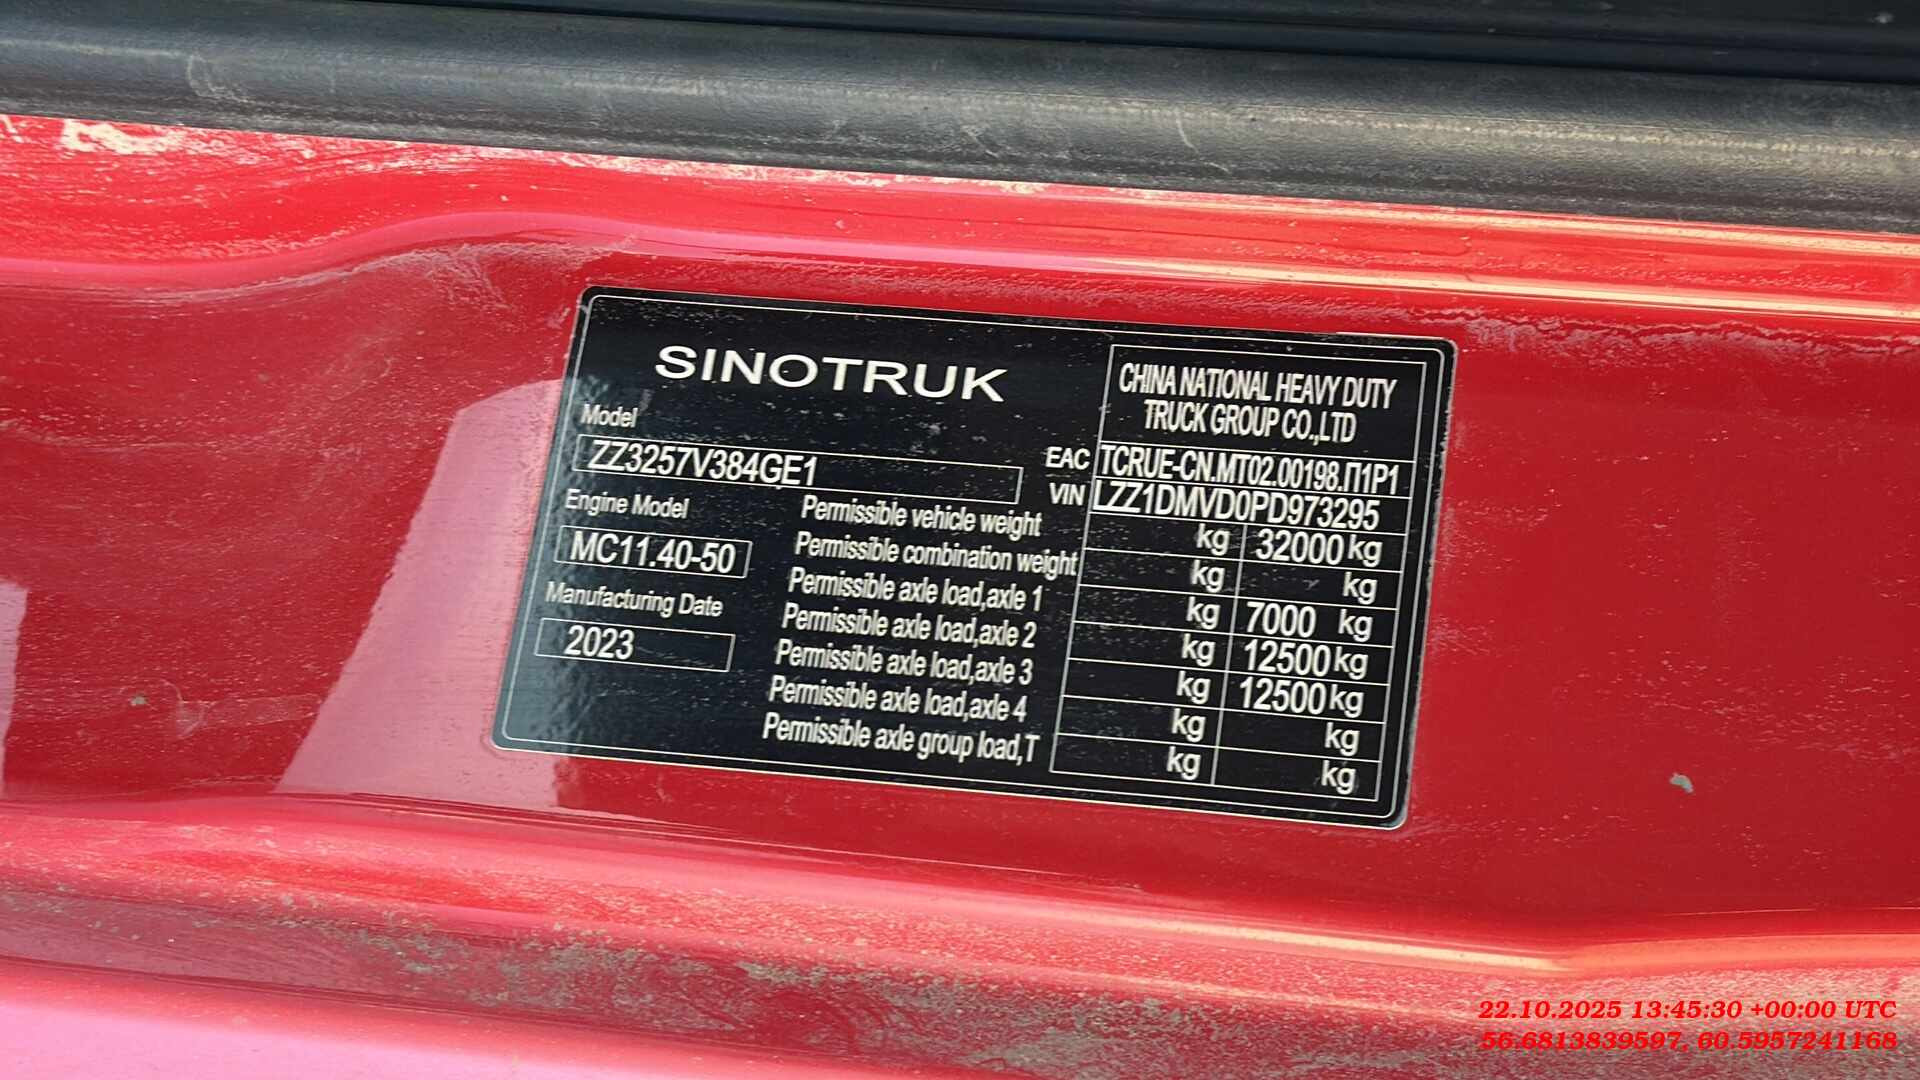 SINOTRUK
CHINA NATIONAL HEAVY DUTY
TRUCK GROUP CO.,LTD
Model
ZZ3257V384GE1
EAC TCRUE-CN.MT02.00198.П1P1
VIN LZZ1DMVD0PD973295
Engine Model
MC11.40-50
Manufacturing Date
2023
Permissible vehicle weight kg 32000 kg
Permissible combination weight kg kg
Permissible axle load,axle 1 kg 7000 kg
Permissible axle load,axle 2 kg 12500 kg
Permissible axle load,axle 3 kg 12500 kg
Permissible axle load,axle 4 kg kg
Permissible axle group load,T kg kg
22.10.2025 13:45:30 +00:00 UTC
56.6813839597, 60.5957241168